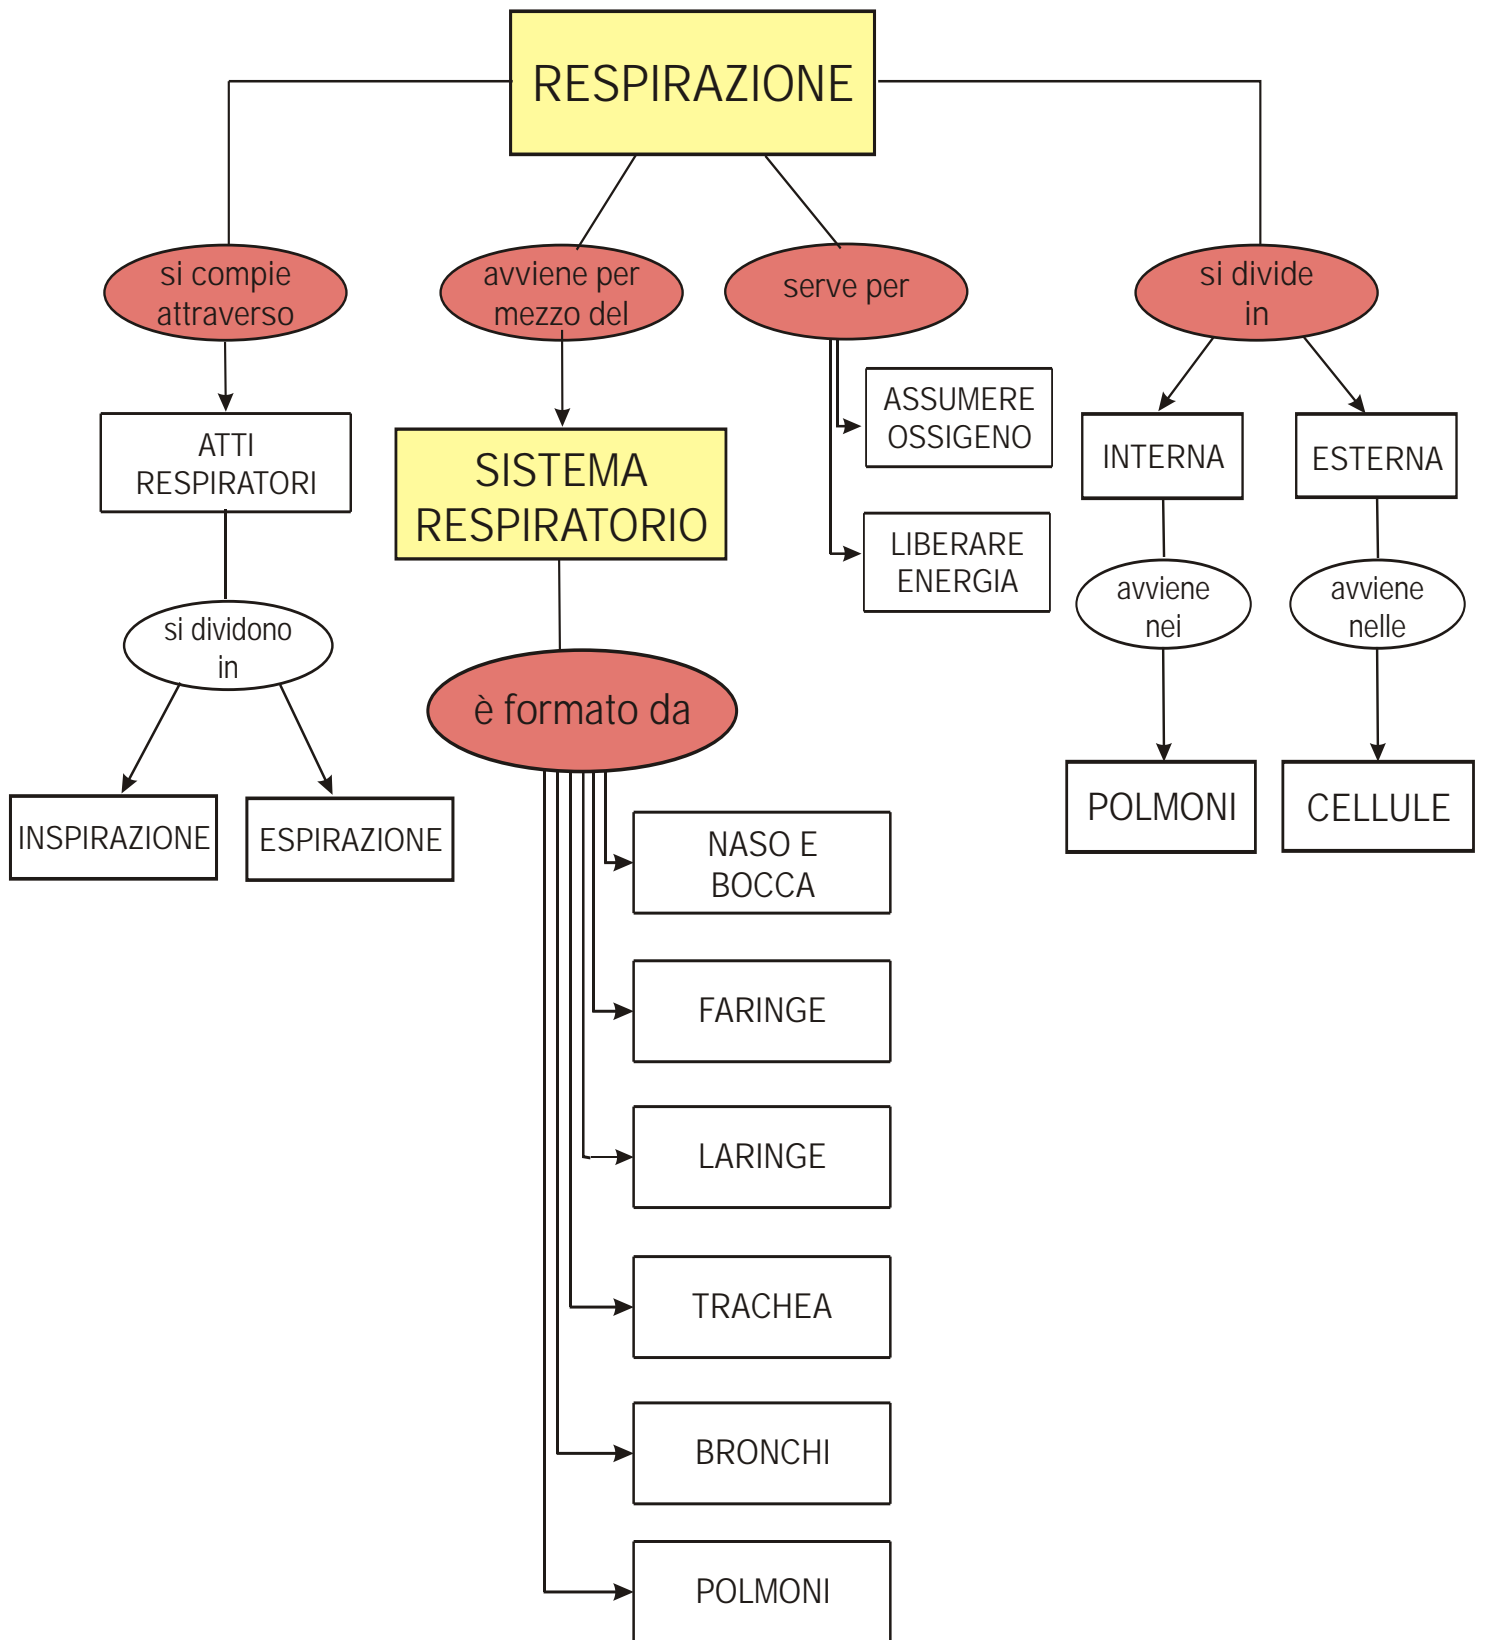 RESPIRAZIONE
si compie
attraverso
avviene per
mezzo del
serve per
si divide
in
ATTI
RESPIRATORI
SISTEMA
RESPIRATORIO
ASSUMERE
OSSIGENO
LIBERARE
ENERGIA
INTERNA
ESTERNA
avviene
nei
avviene
nelle
si dividono
in
è formato da
INSPIRAZIONE
ESPIRAZIONE
POLMONI
CELLULE
NASO E
BOCCA
FARINGE
LARINGE
TRACHEA
BRONCHI
POLMONI